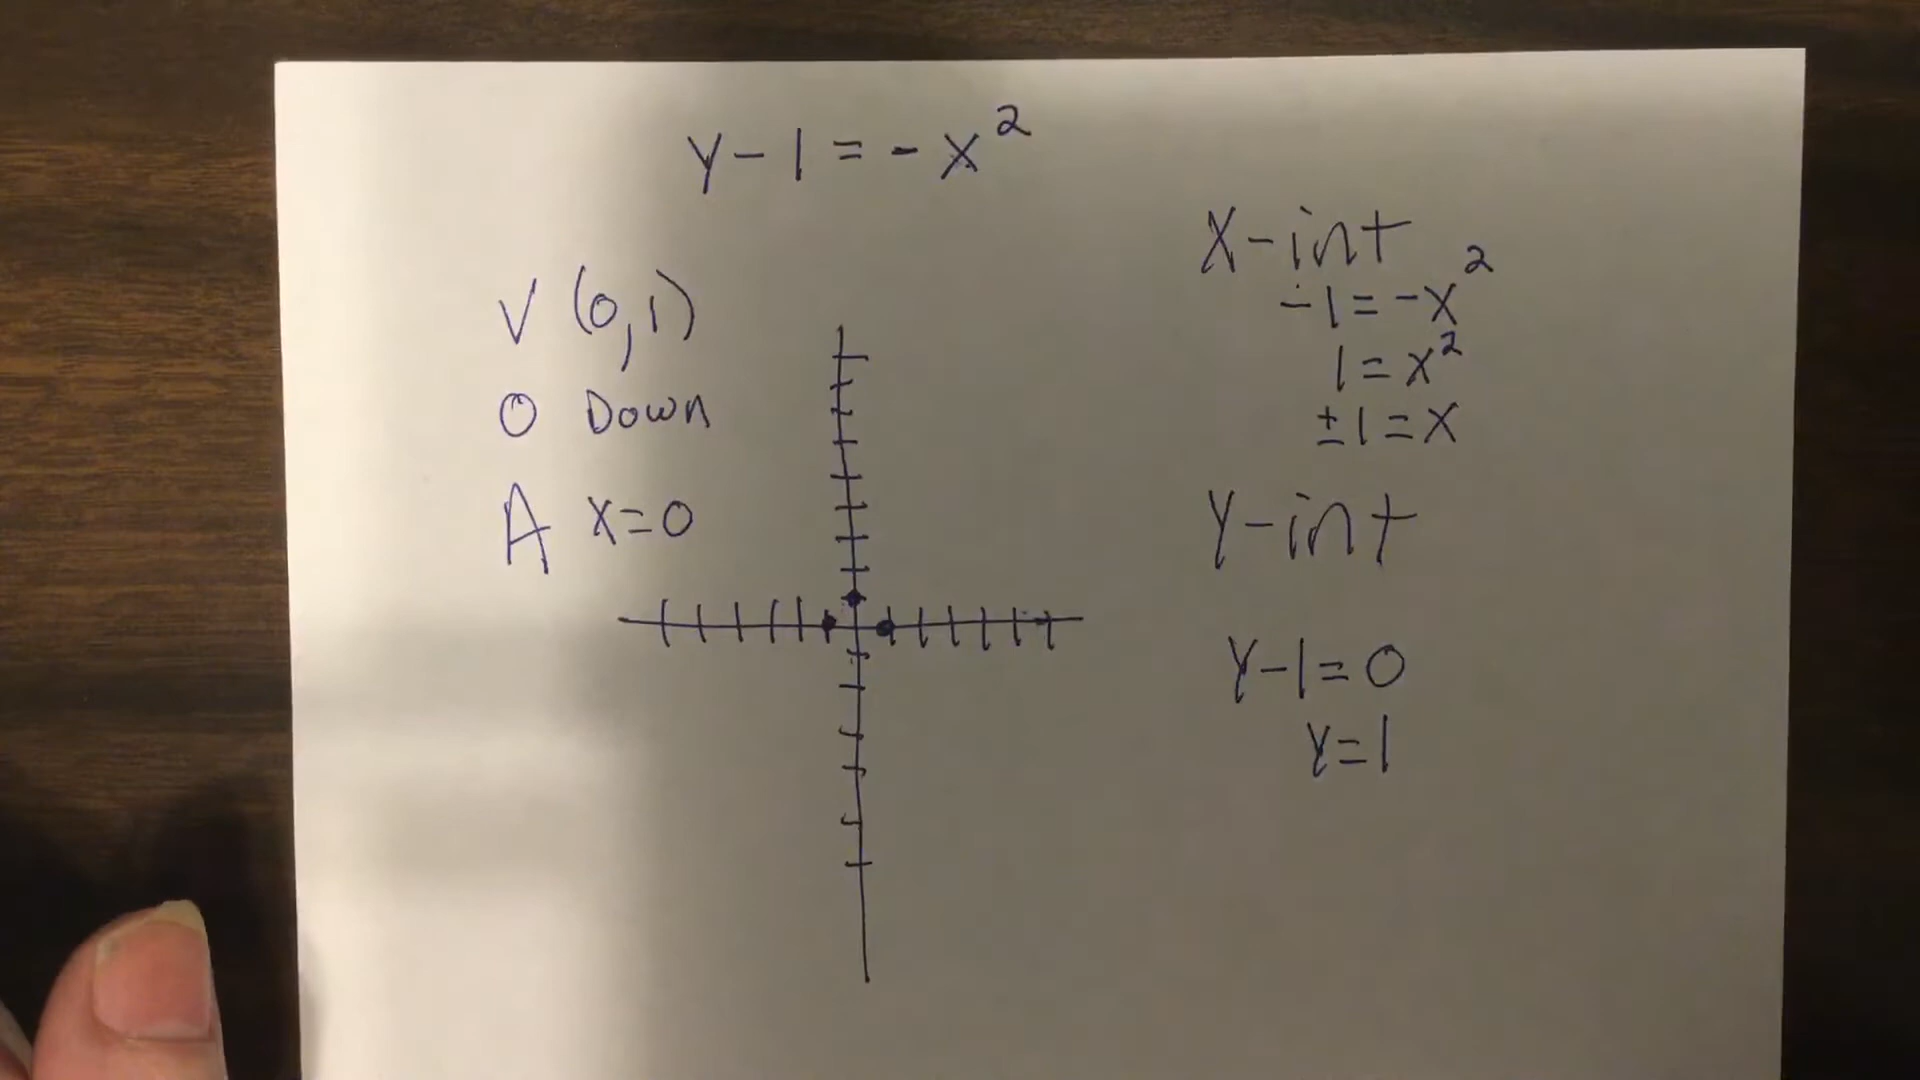 y-1=-x²
V (0,1)
O Down
A x=0
X-int
-1=-x²
1=x²
±1=x
Y-int
Y-1=0
Y=1